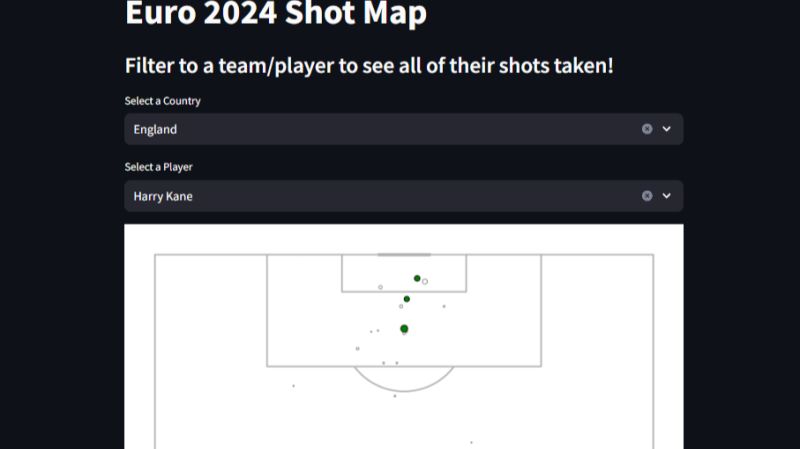 Euro 2024 Shot Map
Filter to a team/player to see all of their shots taken!
Select a Country
England
Select a Player
Harry Kane